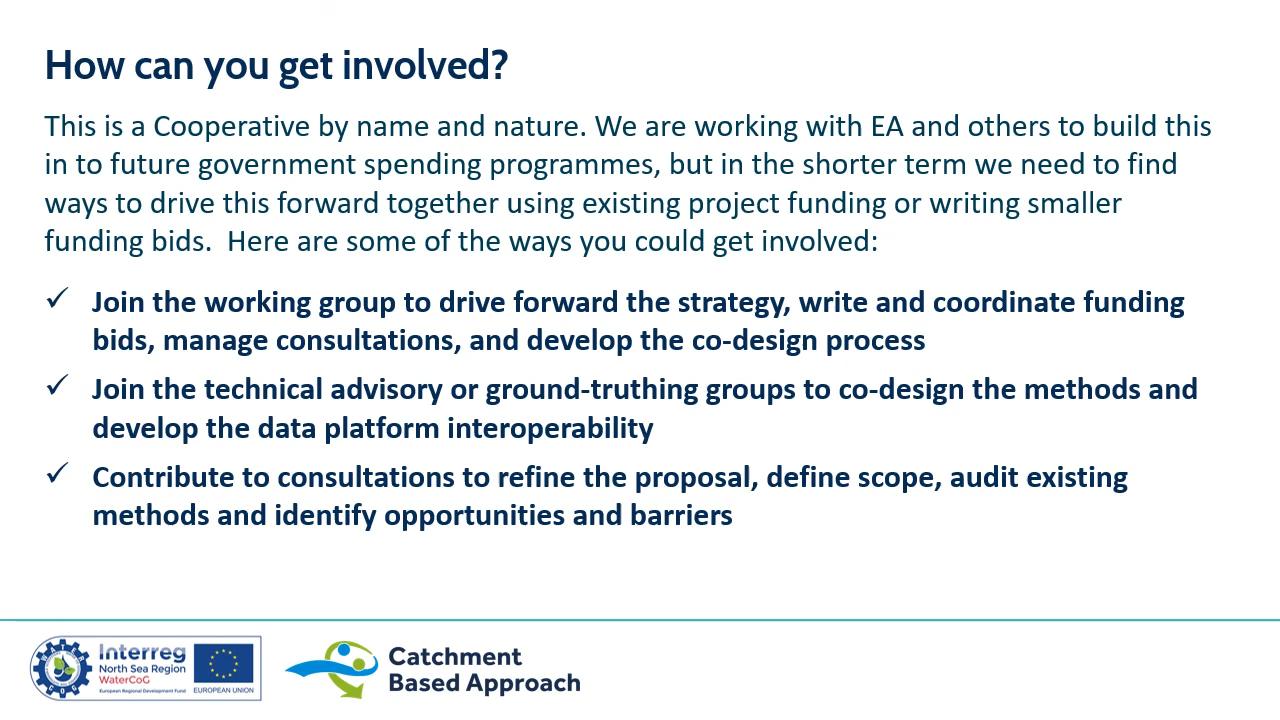 How can you get involved?
This is a Cooperative by name and nature. We are working with EA and others to build this
in to future government spending programmes, but in the shorter term we need to find
ways to drive this forward together using existing project funding or writing smaller
funding bids.  Here are some of the ways you could get involved:
✓ Join the working group to drive forward the strategy, write and coordinate funding
bids, manage consultations, and develop the co-design process
✓ Join the technical advisory or ground-truthing groups to co-design the methods and
develop the data platform interoperability
✓ Contribute to consultations to refine the proposal, define scope, audit existing
methods and identify opportunities and barriers
Interreg
North Sea Region
WaterCoG
European Regional Development Fund
EUROPEAN UNION
Catchment
Based Approach